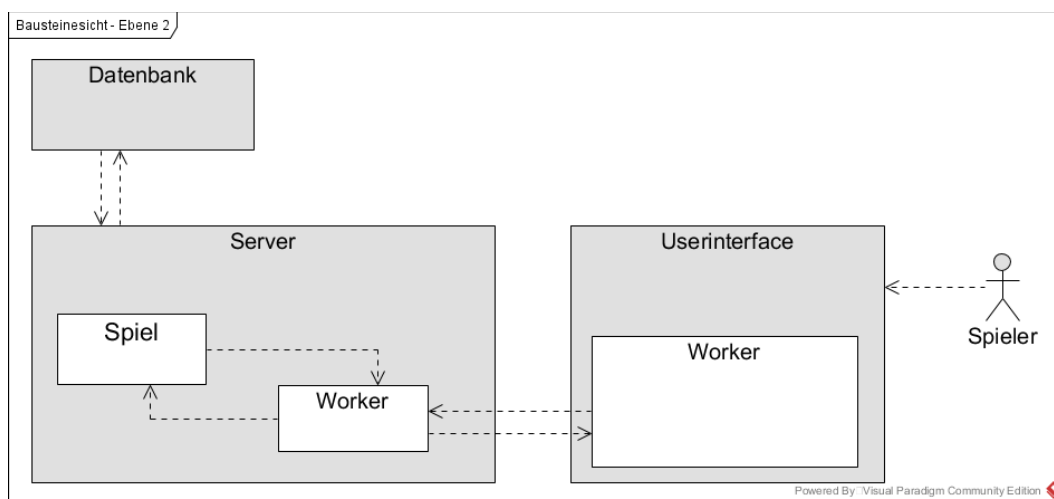 Bausteinesicht - Ebene 2
Datenbank
Server
Userinterface
Spiel
Worker
Worker
Spieler
Powered By Visual Paradigm Community Edition